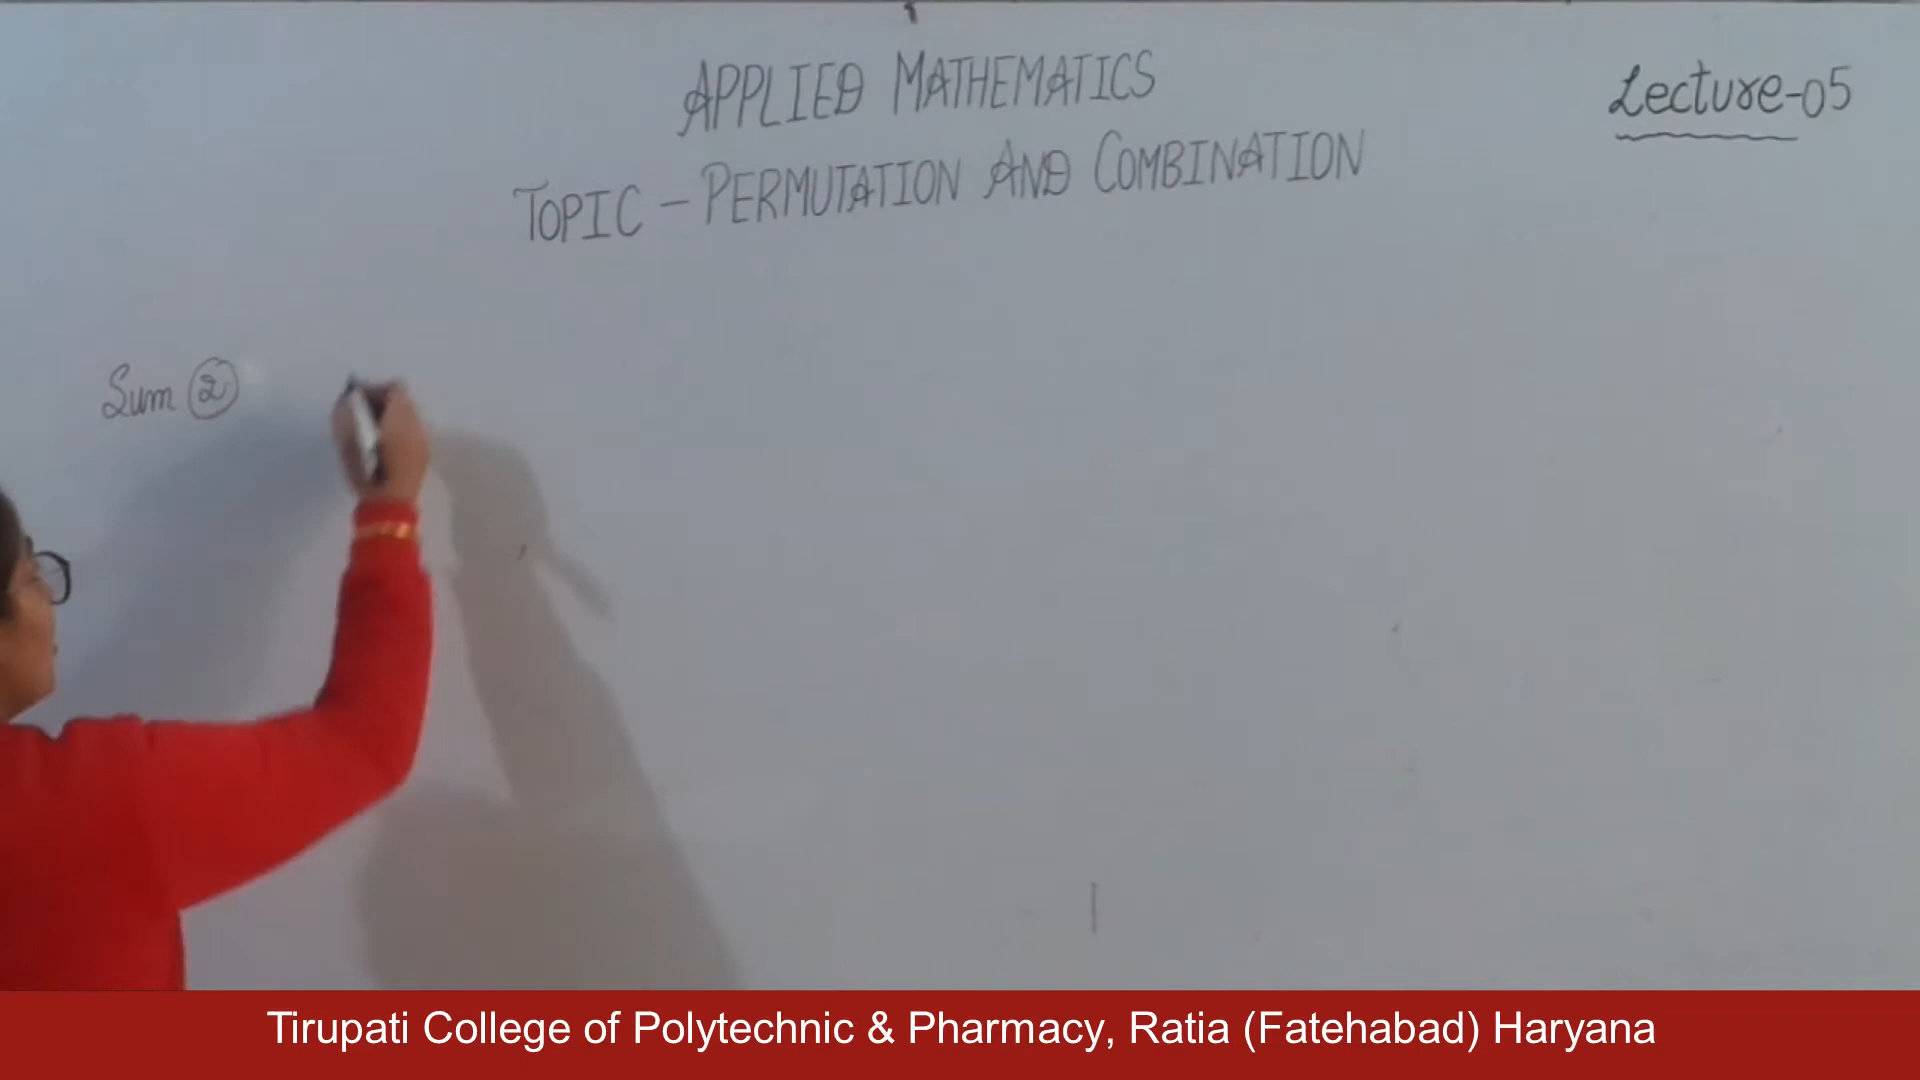 APPLIED MATHEMATICS
Lecture-05
TOPIC - PERMUTATION AND COMBINATION
Sum 2
Tirupati College of Polytechnic & Pharmacy, Ratia (Fatehabad) Haryana